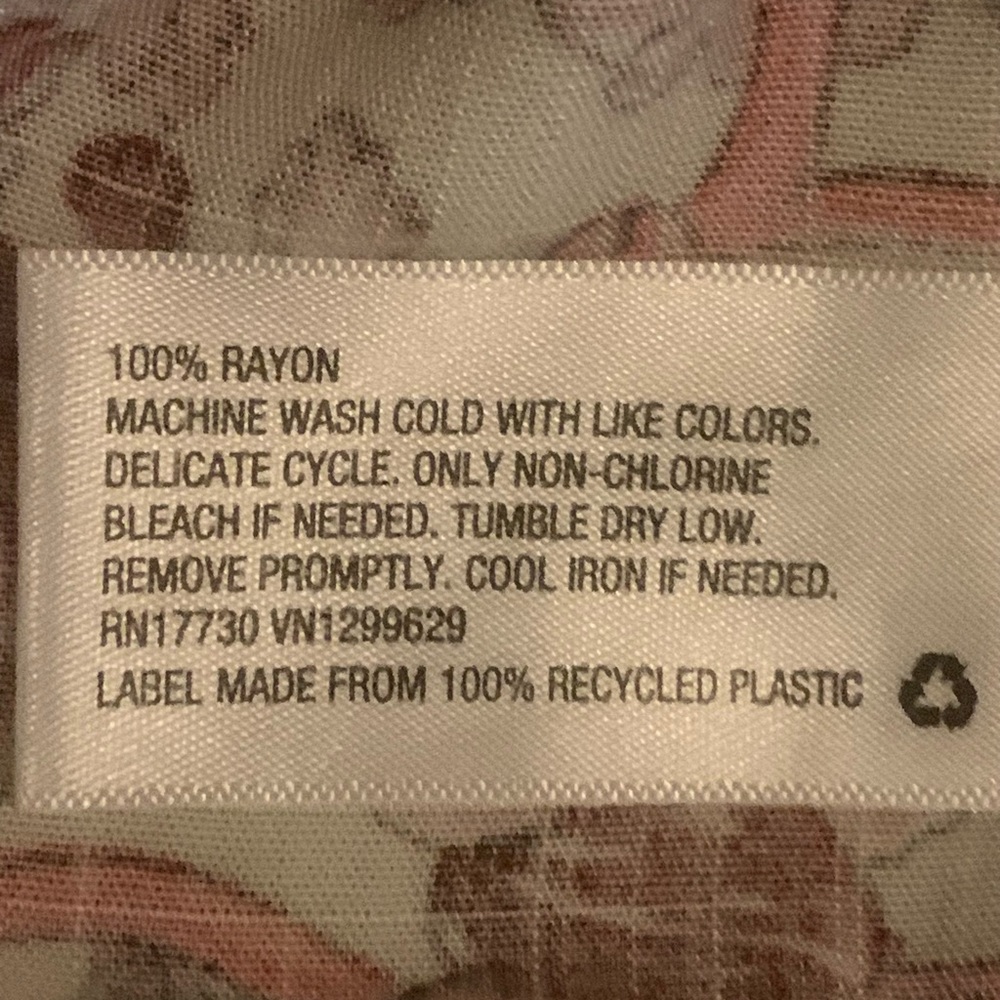 100% RAYON
MACHINE WASH COLD WITH LIKE COLORS.
DELICATE CYCLE. ONLY NON-CHLORINE
BLEACH IF NEEDED. TUMBLE DRY LOW.
REMOVE PROMPTLY. COOL IRON IF NEEDED.
RN17730 VN1299629
LABEL MADE FROM 100% RECYCLED PLASTIC